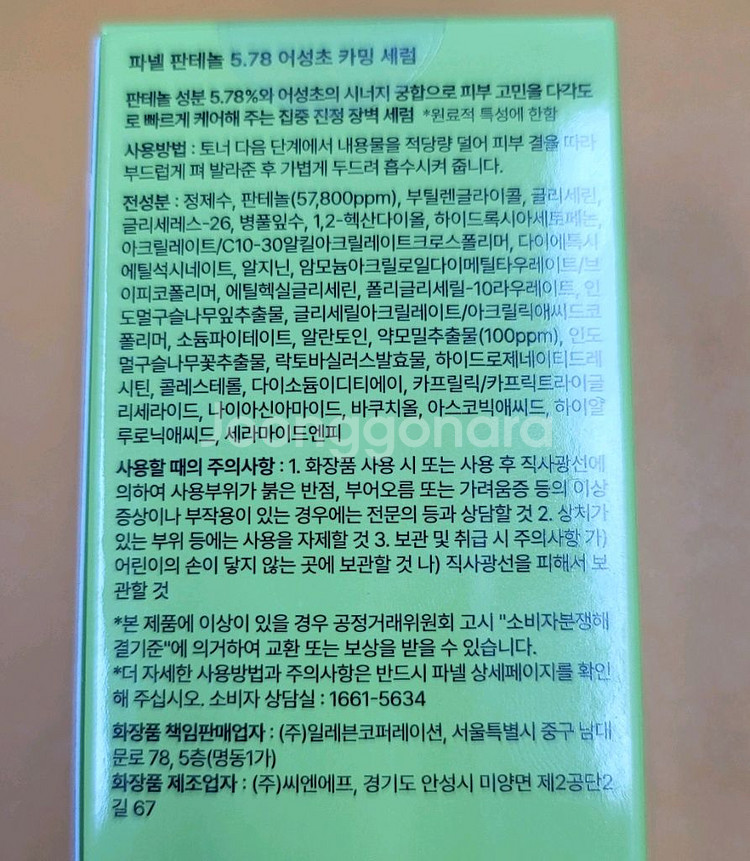 파넬 판테놀 5.78 어성초 카밍 세럼
판테놀 성분 5.78%와 어성초의 시너지 궁합으로 피부 고민을 다각도
로 빠르게 케어해 주는 집중 진정 장벽 세럼 *원료적 특성에 한함
사용방법 : 토너 다음 단계에서 내용물을 적당량 덜어 피부 결을 따라
부드럽게 펴 발라준 후 가볍게 두드려 흡수시켜 줍니다.
전성분 : 정제수, 판테놀(57,800ppm), 부틸렌글라이콜, 글리세린,
글리세레스-26, 병풀잎수, 1,2-헥산다이올, 하이드록시아세토페논,
아크릴레이트/C10-30알킬아크릴레이트크로스폴리머, 다이에톡시
에틸석시네이트, 알지닌, 암모늄아크릴로일다이메틸타우레이트/브
이피코폴리머, 에틸헥실글리세린, 폴리글리세릴-10라우레이트, 인
도멀구슬나무잎추출물, 글리세릴아크릴레이트/아크릴릭애씨드코
폴리머, 소듐파이테이트, 알란토인, 약모밀추출물(100ppm), 인도
멀구슬나무꽃추출물, 락토바실러스발효물, 하이드로제네이티드레
시틴, 콜레스테롤, 다이소듐이디티에이, 카프릴릭/카프릭트라이글
리세라이드, 나이아신아마이드, 바쿠치올, 아스코빅애씨드, 하이알
루로닉애씨드, 세라마이드엔피
Joonggonara
사용할 때의 주의사항 : 1. 화장품 사용 시 또는 사용 후 직사광선에
의하여 사용부위가 붉은 반점, 부어오름 또는 가려움증 등의 이상
증상이나 부작용이 있는 경우에는 전문의 등과 상담할 것 2. 상처가
있는 부위 등에는 사용을 자제할 것 3. 보관 및 취급 시 주의사항 가)
어린이의 손이 닿지 않는 곳에 보관할 것 나) 직사광선을 피해서 보
관할 것
*본 제품에 이상이 있을 경우 공정거래위원회 고시 "소비자분쟁해
결기준"에 의거하여 교환 또는 보상을 받을 수 있습니다.
*더 자세한 사용방법과 주의사항은 반드시 파넬 상세페이지를 확인
해 주십시오. 소비자 상담실 : 1661-5634
화장품 책임판매업자 : (주)일레븐코퍼레이션, 서울특별시 중구 남대
문로 78, 5층(명동1가)
화장품 제조업자 : (주)씨엔에프, 경기도 안성시 미양면 제2공단2
길 67